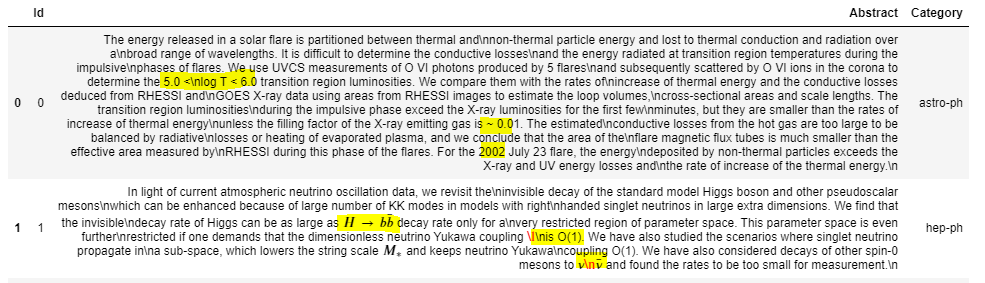 Id Abstract Category
The energy released in a solar flare is partitioned between thermal and\nnon-thermal particle energy and lost to thermal conduction and radiation over
a\nbroad range of wavelengths. It is difficult to determine the conductive losses\nand the energy radiated at transition region temperatures during the
impulsive\nphases of flares. We use UVCS measurements of O VI photons produced by 5 flares\nand subsequently scattered by O VI ions in the corona to
determine the 5.0 <\nlog T < 6.0 transition region luminosities. We compare them with the rates of\nincrease of thermal energy and the conductive losses
0 0 deduced from RHESSI and\nGOES X-ray data using areas from RHESSI images to estimate the loop volumes,\ncross-sectional areas and scale lengths. The astro-ph
transition region luminosities\nduring the impulsive phase exceed the X-ray luminosities for the first few\nminutes, but they are smaller than the rates of
increase of thermal energy\nunless the filling factor of the X-ray emitting gas is ~ 0.01. The estimated\nconductive losses from the hot gas are too large to be
balanced by radiative\nlosses or heating of evaporated plasma, and we conclude that the area of the\nflare magnetic flux tubes is much smaller than the
effective area measured by\nRHESSI during this phase of the flares. For the 2002 July 23 flare, the energy\ndeposited by non-thermal particles exceeds the
X-ray and UV energy losses and\nthe rate of increase of the thermal energy.\n
In light of current atmospheric neutrino oscillation data, we revisit the\ninvisible decay of the standard model Higgs boson and other pseudoscalar
mesons\nwhich can be enhanced because of large number of KK modes in models with right\nhanded singlet neutrinos in large extra dimensions. We find that
1 1 the invisible\ndecay rate of Higgs can be as large as H → bb̄ decay rate only for a\nvery restricted region of parameter space. This parameter space is even hep-ph
further\nrestricted if one demands that the dimensionless neutrino Yukawa coupling \l\nis O(1). We have also studied the scenarios where singlet neutrino
propagate in\na sub-space, which lowers the string scale M* and keeps neutrino Yukawa\ncoupling O(1). We have also considered decays of other spin-0
mesons to ν\nν̄ and found the rates to be too small for measurement.\n